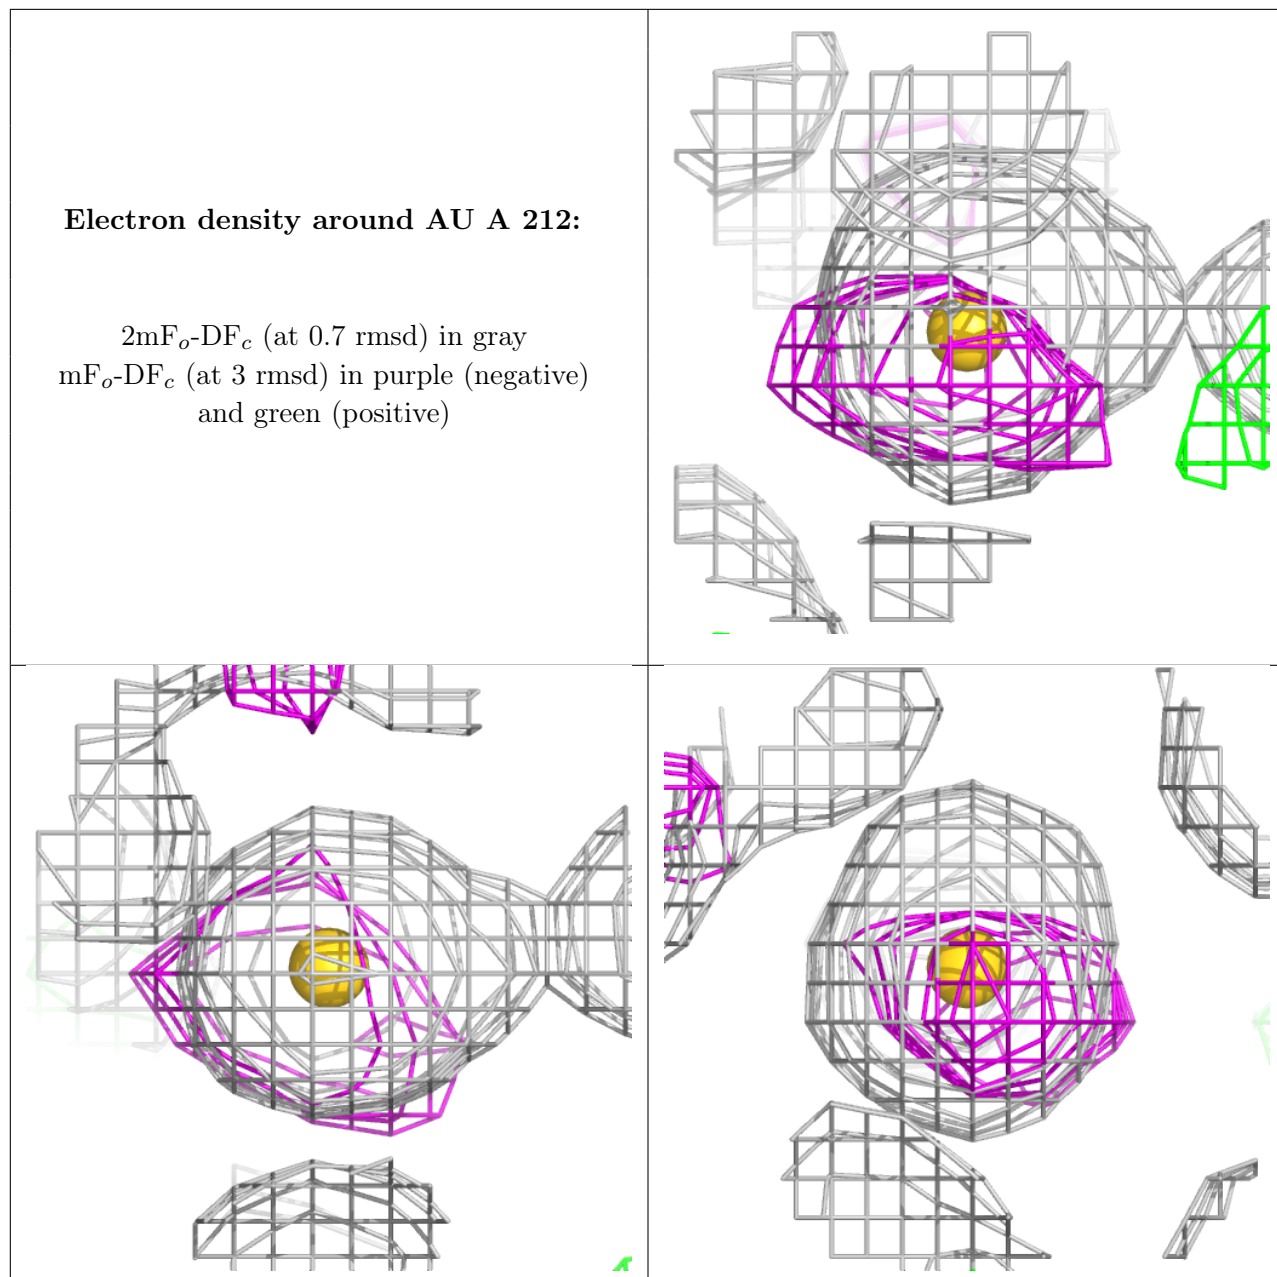 Electron density around AU A 212:
2mFo-DFc (at 0.7 rmsd) in gray
mFo-DFc (at 3 rmsd) in purple (negative)
and green (positive)